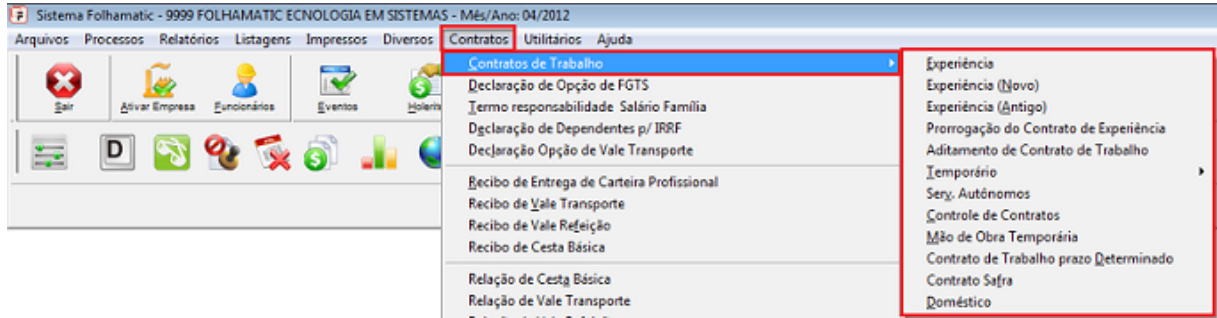 Sistema Folhamatic - 9999 FOLHAMATIC ECNOLOGIA EM SISTEMAS - Mês/Ano: 04/2012
Arquivos Processos Relatórios Listagens Impressos Diversos Contratos Utilitários Ajuda
Sair Ativar Empresa Funcionários Eventos
D
Contratos de Trabalho
Declaração de Opção de FGTS
Termo responsabilidade Salário Família
Declaração de Dependentes p/ IRRF
Declaração Opção de Vale Transporte
Recibo de Entrega de Carteira Profissional
Recibo de Vale Transporte
Recibo de Vale Refeição
Recibo de Cesta Básica
Relação de Cesta Básica
Relação de Vale Transporte
Experiência
Experiência (Novo)
Experiência (Antigo)
Prorrogação do Contrato de Experiência
Aditamento de Contrato de Trabalho
Temporário
Serv. Autônomos
Controle de Contratos
Mão de Obra Temporária
Contrato de Trabalho prazo Determinado
Contrato Safra
Doméstico